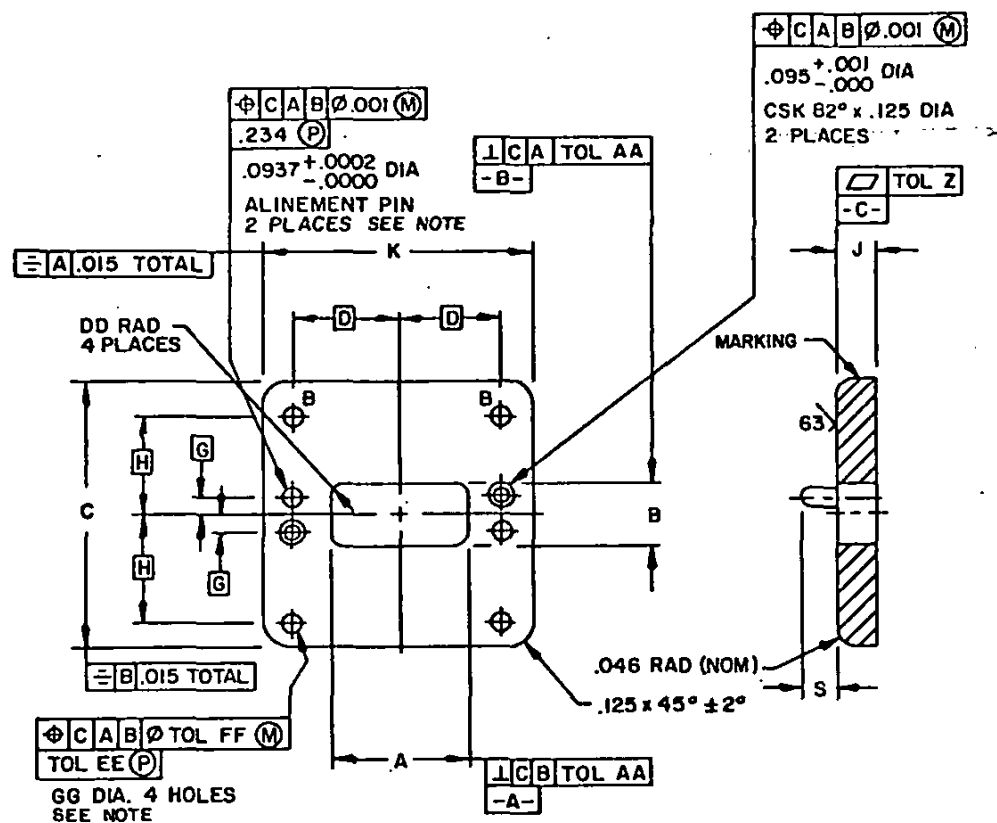 ⌖ C A B Ø.001 Ⓜ
.234 Ⓟ
.0937 +.0002 -.0000 DIA
ALINEMENT PIN
2 PLACES SEE NOTE
⌖ C A B Ø.001 Ⓜ
.095 +.001 -.000 DIA
CSK 82° x .125 DIA
2 PLACES
⊥ C A TOL AA
-B-
⏥ TOL Z
-C-
J
K
⌯ A .015 TOTAL
D D
DD RAD
4 PLACES
MARKING
B B
63
G
H
C
B
H
G
.046 RAD (NOM)
S
⌯ B .015 TOTAL
.125 x 45° ± 2°
⌖ C A B Ø TOL FF Ⓜ
TOL EE Ⓟ
GG DIA. 4 HOLES
SEE NOTE
A
⊥ C B TOL AA
-A-